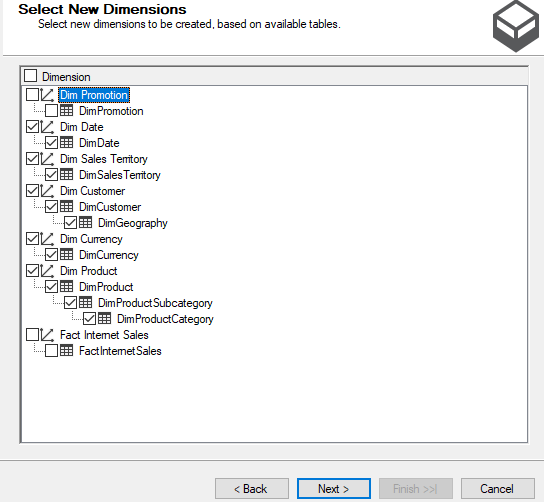 Select New Dimensions
Select new dimensions to be created, based on available tables.
Dimension
Dim Promotion
DimPromotion
Dim Date
DimDate
Dim Sales Territory
DimSalesTerritory
Dim Customer
DimCustomer
DimGeography
Dim Currency
DimCurrency
Dim Product
DimProduct
DimProductSubcategory
DimProductCategory
Fact Internet Sales
FactInternetSales
< Back Next > Finish >>| Cancel